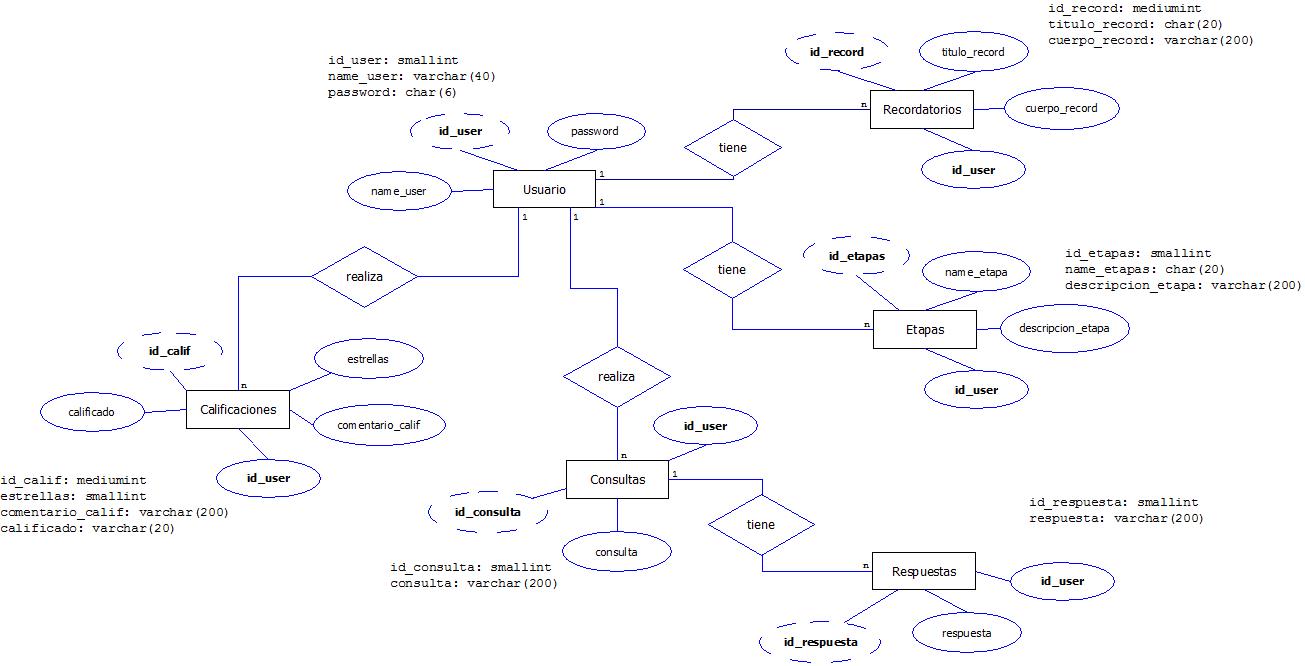 id_record: mediumint
titulo_record: char(20)
cuerpo_record: varchar(200)
id_record
titulo_record
id_user: smallint
name_user: varchar(40)
password: char(6)
n
Recordatorios
cuerpo_record
id_user
password
tiene
id_user
1
name_user
Usuario
1
1
1
id_etapas: smallint
name_etapas: char(20)
descripcion_etapa: varchar(200)
id_etapas
name_etapa
realiza
tiene
n
Etapas
descripcion_etapa
id_calif
estrellas
realiza
id_user
n
calificado
Calificaciones
comentario_calif
id_user
n
id_user
1
Consultas
id_calif: mediumint
estrellas: smallint
comentario_calif: varchar(200)
calificado: varchar(20)
id_consulta
tiene
id_respuesta: smallint
respuesta: varchar(200)
consulta
id_consulta: smallint
consulta: varchar(200)
n
Respuestas
id_user
id_respuesta
respuesta